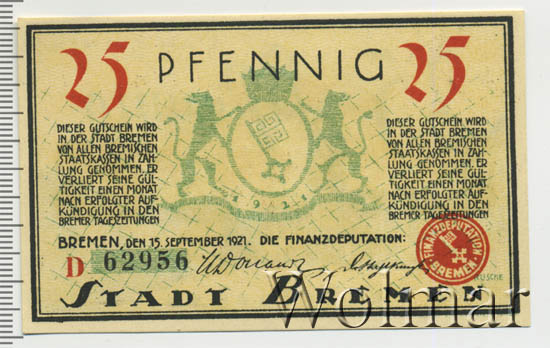 25 PFENNIG 25
DIESER GUTSCHEIN WIRD
IN DER STADT BREMEN
VON ALLEN BREMISCHEN
STAATSKASSEN IN ZAH-
LUNG GENOMMEN. ER
VERLIERT SEINE GÜL-
TIGKEIT EINEN MONAT
NACH ERFOLGTER AUF-
KÜNDIGUNG IN DEN
BREMER TAGESZEITUNGEN
DIESER GUTSCHEIN WIRD
IN DER STADT BREMEN
VON ALLEN BREMISCHEN
STAATSKASSEN IN ZAH-
LUNG GENOMMEN. ER
VERLIERT SEINE GÜL-
TIGKEIT EINEN MONAT
NACH ERFOLGTER AUF-
KÜNDIGUNG IN DEN
BREMER TAGESZEITUNGEN
1921
BREMEN, DEN 15. SEPTEMBER 1921. DIE FINANZDEPUTATION:
D 62956
FINANZDEPUTATION
BREMEN
STADT BREMEN
Wolmar